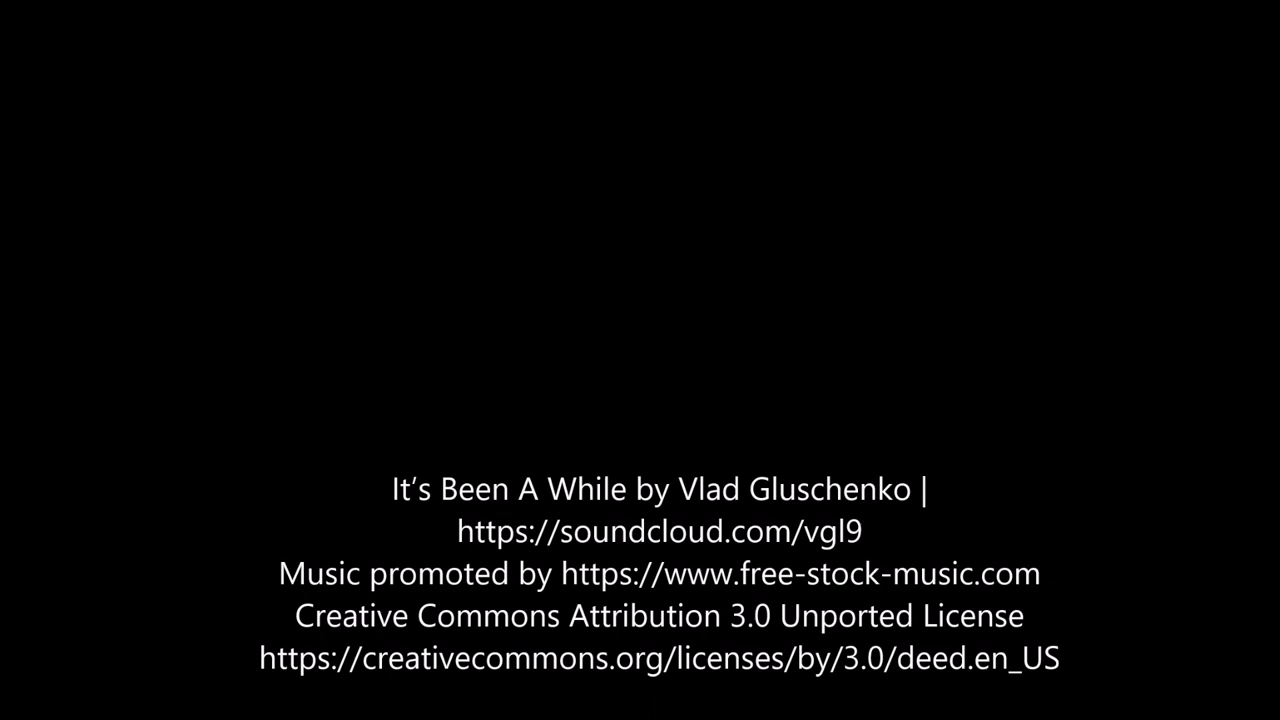 It's Been A While by Vlad Gluschenko |
https://soundcloud.com/vgl9
Music promoted by https://www.free-stock-music.com
Creative Commons Attribution 3.0 Unported License
https://creativecommons.org/licenses/by/3.0/deed.en_US